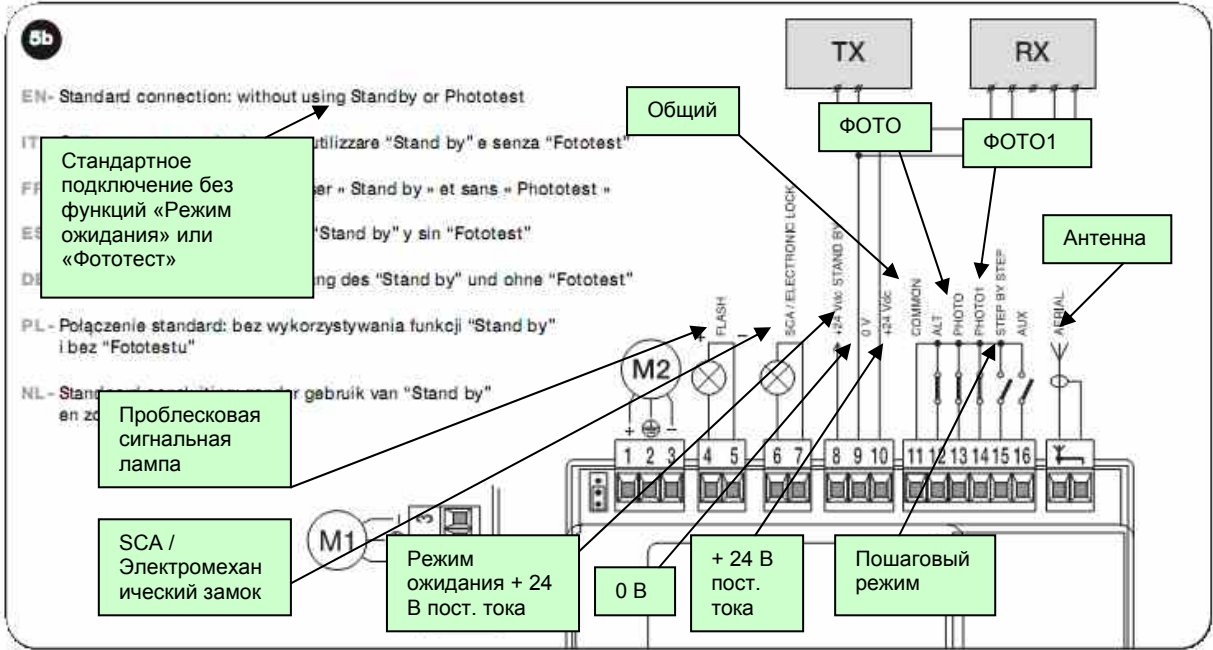 5b
TX
RX
EN- Standard connection: without using Standby or Phototest
IT
utilizzare "Stand by" e senza "Fototest"
ser « Stand by » et sans « Phototest »
ES
"Stand by" y sin "Fototest"
DE
ng des "Stand by" und ohne "Fototest"
PL- Połączenie standard: bez wykorzystywania funkcji "Stand by"
i bez "Fototestu"
NL- gebruik van "Stand by"
Стандартное
подключение без
функций «Режим
ожидания» или
«Фототест»
Общий
ФОТО
ФОТО1
Антенна
FLASH
SCA / ELECTRONIC LOCK
+24 Vdc STAND BY
0 V
+24 Vdc
COMMON
ALT
PHOTO
PHOTO1
STEP BY STEP
AUX
AERIAL
M2
+ −
+ −
1 2 3 4 5 6 7 8 9 10 11 12 13 14 15 16
Проблесковая
сигнальная
лампа
M1
3
SCA /
Электромехан
ический замок
Режим
ожидания + 24
В пост. тока
0 В
+ 24 В
пост.
тока
Пошаговый
режим